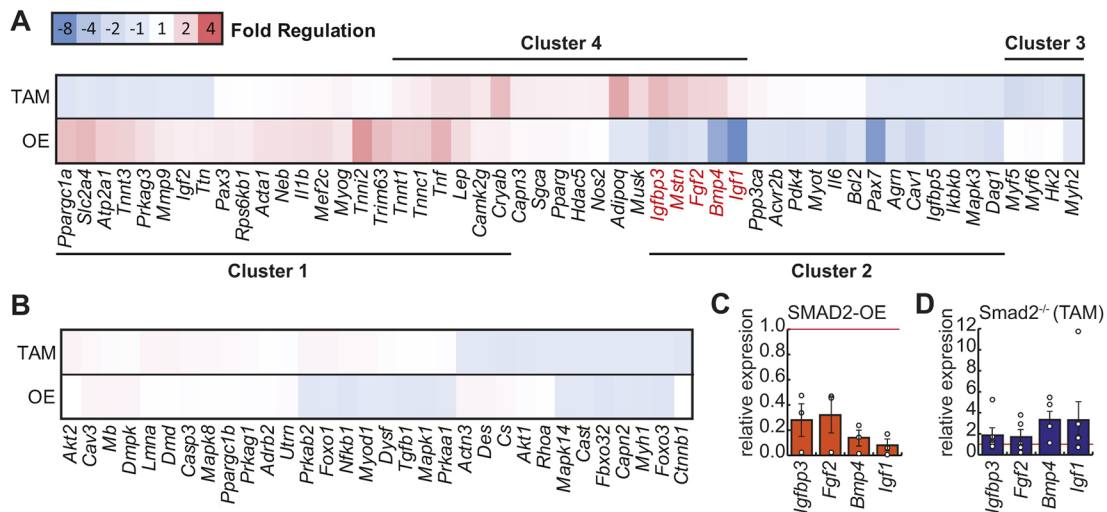 A
-8 -4 -2 -1 1 2 4 Fold Regulation
Cluster 4
Cluster 3
TAM
OE
Ppargc1a Slc2a4 Atp2a1 Tnnt3 Prkag3 Mmp9 Igf2 Ttn Pax3 Rps6kb1 Acta1 Neb Il1b Mef2c Myog Tnni2 Trim63 Tnnt1 Tnnc1 Tnf Lep Camk2g Cryab Capn3 Sgca Pparg Hdac5 Nos2 Adipoq Musk Igfbp3 Mstn Fgf2 Bmp4 Igf1 Ppp3ca Acvr2b Pdk4 Myot Il6 Bcl2 Pax7 Agrn Cav1 Igfbp5 Ikbkb Mapk3 Dag1 Myf5 Myf6 Hk2 Myh2
Cluster 1
Cluster 2
B
TAM
OE
Akt2 Cav3 Mb Dmpk Lmna Dmd Casp3 Mapk8 Ppargc1b Prkag1 Adrb2 Utrn Prkab2 Foxo1 Nfkb1 Myod1 Dysf Tgfb1 Mapk1 Prkaa1 Actn3 Des Cs Akt1 Rhoa Mapk14 Cast Fbxo32 Capn2 Myh1 Foxo3 Ctnnb1
C
SMAD2-OE
relative expresion
1.0
0.8
0.6
0.4
0.2
0
Igfbp3 Fgf2 Bmp4 Igf1
D
Smad2-/- (TAM)
relative expresion
12
10
8
6
4
2
0
Igfbp3 Fgf2 Bmp4 Igf1